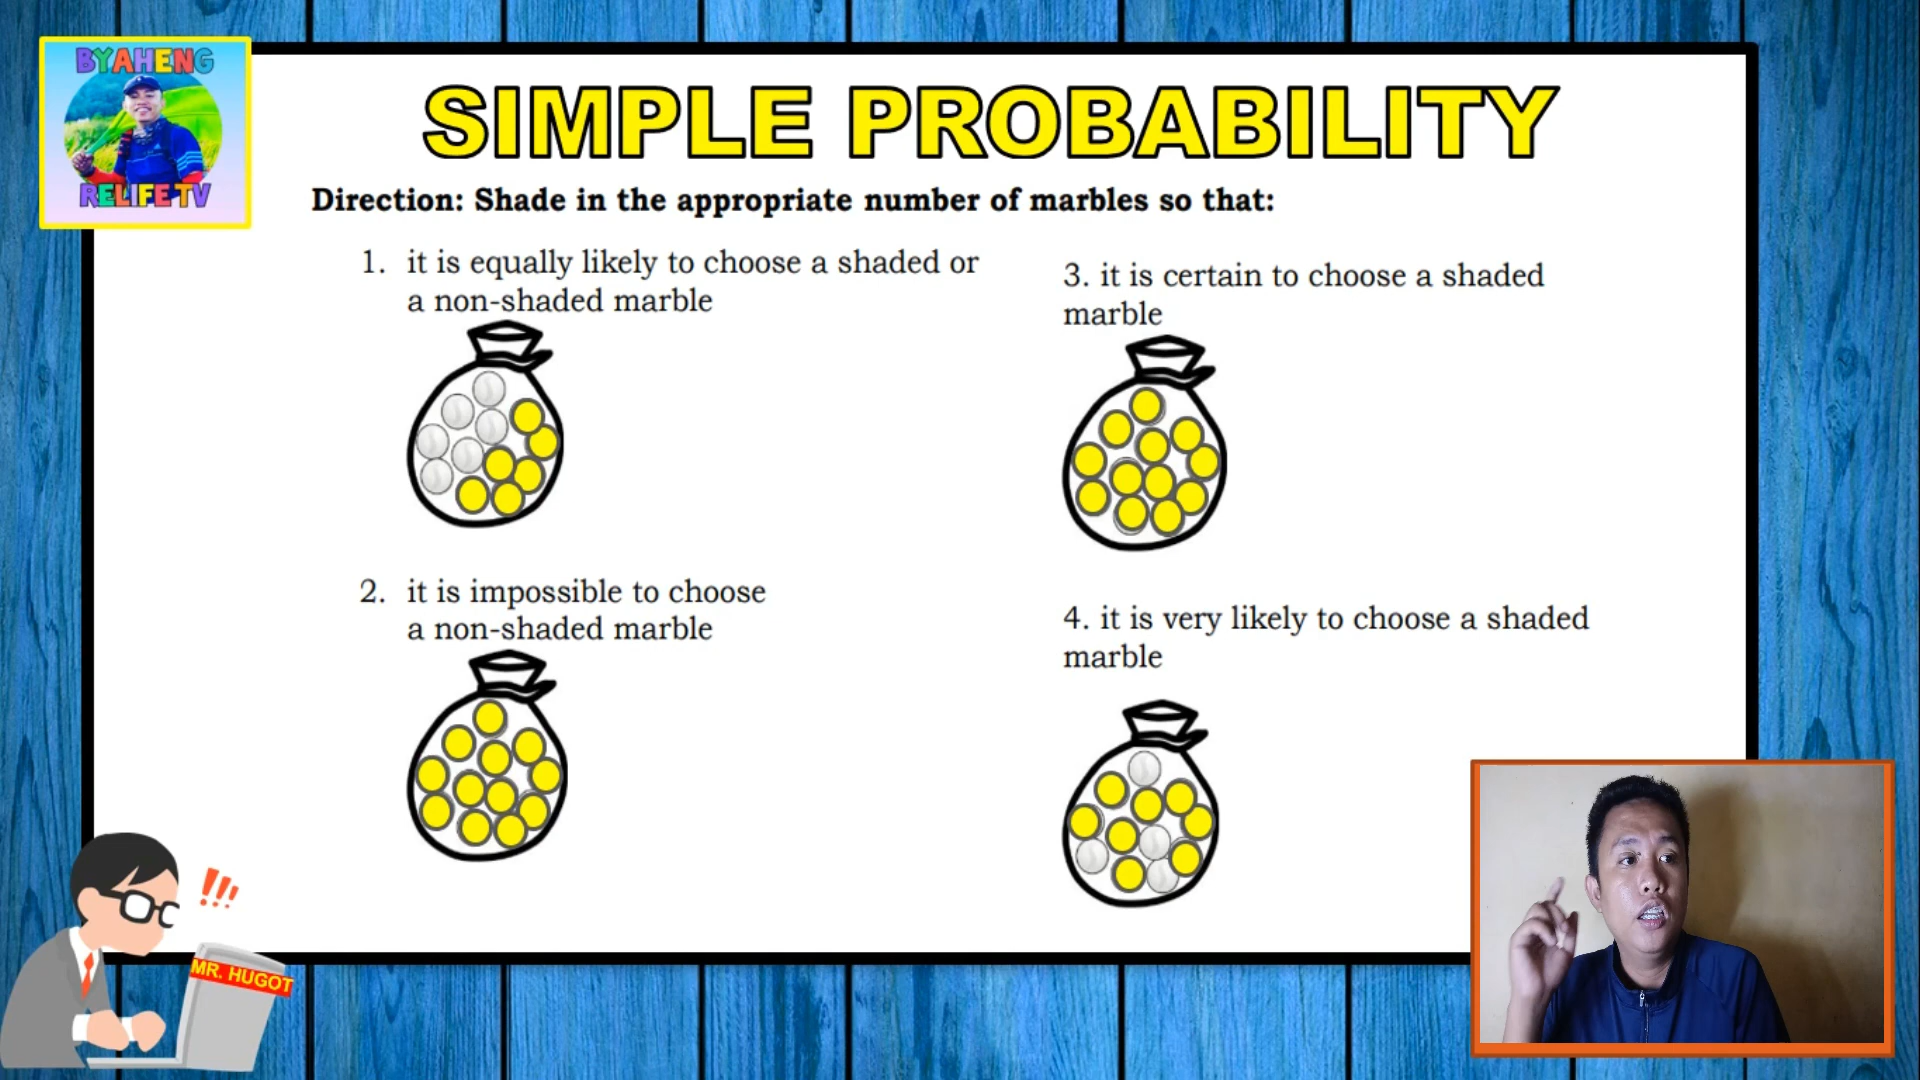 BYAHENG
RELIFE TV
SIMPLE PROBABILITY
Direction: Shade in the appropriate number of marbles so that:
1. it is equally likely to choose a shaded or
a non-shaded marble
2. it is impossible to choose
a non-shaded marble
3. it is certain to choose a shaded
marble
4. it is very likely to choose a shaded
marble
!!!
MR. HUGOT